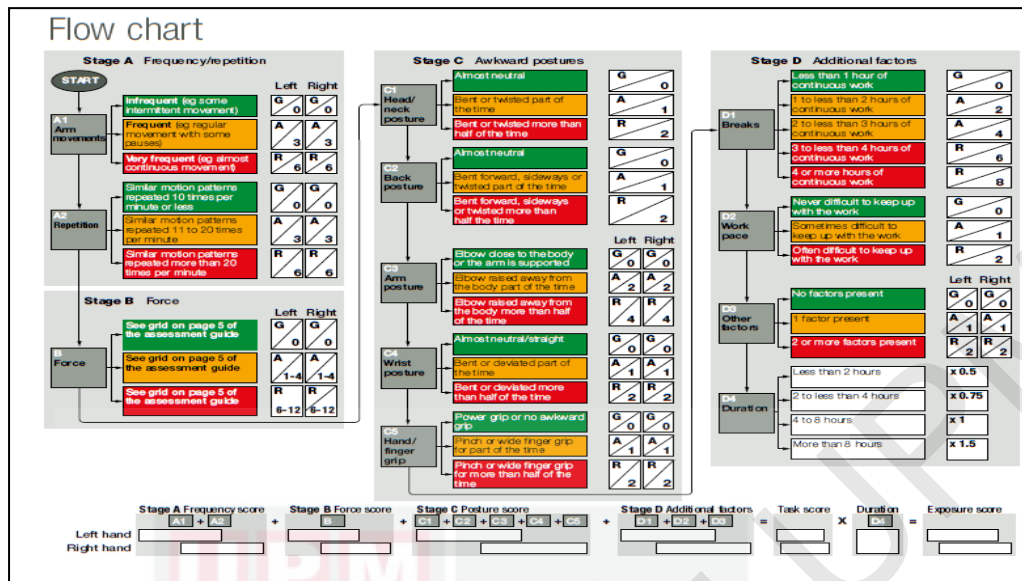 Flow chart
Stage A Frequency/repetition
START
Left Right
A1
Arm
movements
Infrequent (eg some
intermittent movement)
G 0 G 0
Frequent (eg regular
movement with some
pauses)
A 3 A 3
Very frequent (eg almost
continuous movement)
R 6 R 6
A2
Repetition
Similar motion patterns
repeated 10 times per
minute or less
G 0 G 0
Similar motion patterns
repeated 11 to 20 times
per minute
A 3 A 3
Similar motion patterns
repeated more than 20
times per minute
R 6 R 6
Stage B Force
Left Right
B
Force
See grid on page 5 of
the assessment guide
G 0 G 0
See grid on page 5 of
the assessment guide
A 1-4 A 1-4
See grid on page 5 of
the assessment guide
R 6-12 R 6-12
Stage C Awkward postures
C1
Head/
neck
posture
Almost neutral
G 0
Bent or twisted part of
the time
A 1
Bent or twisted more than
half of the time
R 2
C2
Back
posture
Almost neutral
G 0
Bent forward, sideways or
twisted part of the time
A 1
Bent forward, sideways
or twisted more than
half the time
R 2
Left Right
C3
Arm
posture
Elbow close to the body
or the arm is supported
G 0 G 0
Elbow raised away from
the body part of the time
A 2 A 2
Elbow raised away from
the body more than half
of the time
R 4 R 4
C4
Wrist
posture
Almost neutral/straight
G 0 G 0
Bent or deviated part of
the time
A 1 A 1
Bent or deviated more
than half of the time
R 2 R 2
C5
Hand/
finger
grip
Power grip or no awkward
grip
G 0 G 0
Pinch or wide finger grip
for part of the time
A 1 A 1
Pinch or wide finger grip
for more than half of the
time
R 2 R 2
Stage D Additional factors
D1
Breaks
Less than 1 hour of
continuous work
G 0
1 to less than 2 hours of
continuous work
A 2
2 to less than 3 hours of
continuous work
A 4
3 to less than 4 hours of
continuous work
R 6
4 or more hours of
continuous work
R 8
D2
Work
pace
Never difficult to keep up
with the work
G 0
Sometimes difficult to
keep up with the work
A 1
Often difficult to keep up
with the work
R 2
Left Right
D3
Other
factors
No factors present
G 0 G 0
1 factor present
A 1 A 1
2 or more factors present
R 2 R 2
D4
Duration
Less than 2 hours
x 0.5
2 to less than 4 hours
x 0.75
4 to 8 hours
x 1
More than 8 hours
x 1.5
Stage A Frequency score Stage B Force score Stage C Posture score Stage D Additional factors Task score Duration Exposure score
A1 + A2 + B + C1 + C2 + C3 + C4 + C5 + D1 + D2 + D3 = X D4 =
Left hand
Right hand
UPM